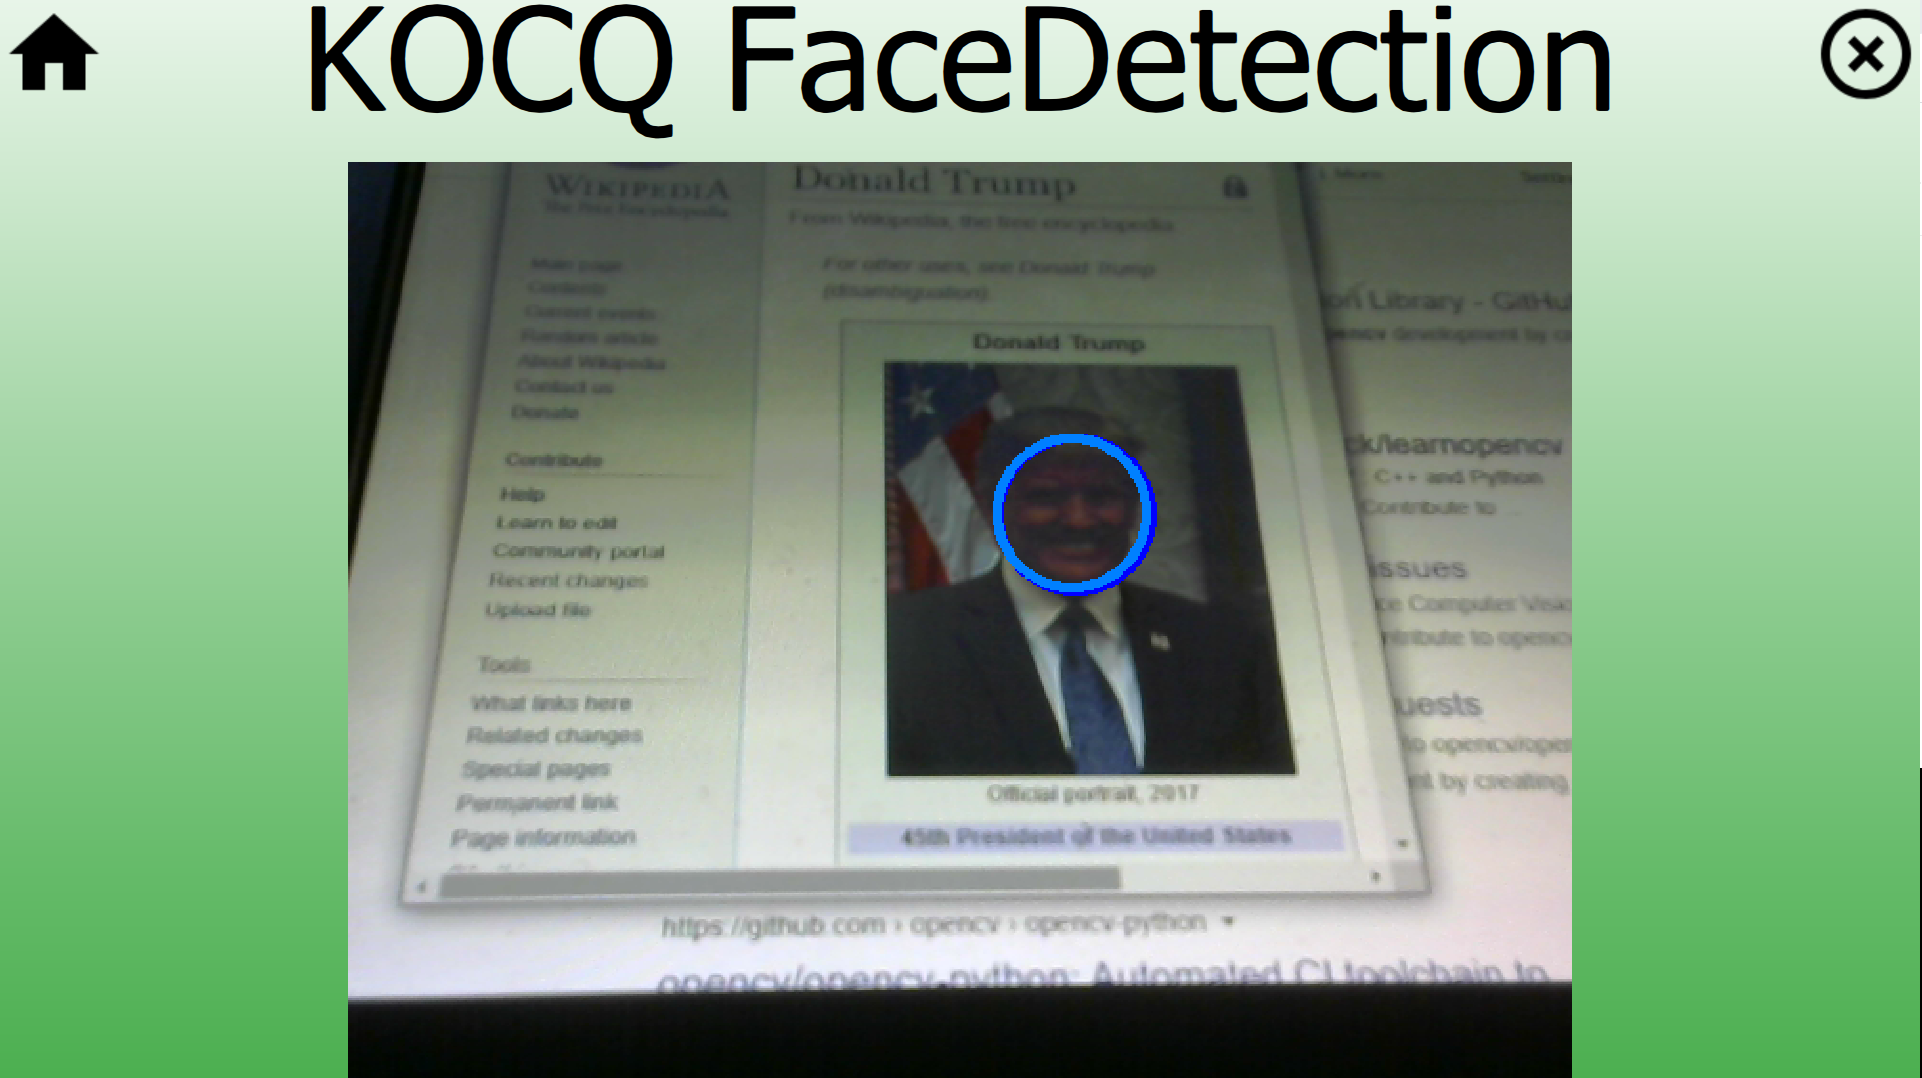 KOCQ FaceDetection
WIKIPEDIA
The Free Encyclopedia
Main page
Contents
Current events
Random article
About Wikipedia
Contact us
Donate
Contribute
Help
Learn to edit
Community portal
Recent changes
Upload file
Tools
What links here
Related changes
Special pages
Permanent link
Page information
Donald Trump
From Wikipedia, the free encyclopedia
For other uses, see Donald Trump
(disambiguation).
Donald Trump
Official portrait, 2017
45th President of the United States
on Library - GitHu
opencv development by c
ck/learnopencv
C++ and Python
Contribute to ...
issues
ce Computer Visio
ntribute to openc
uests
to opencv/open
nt by creating
https://github.com › opencv › opencv-python
opencv/opencv-python: Automated CI toolchain to